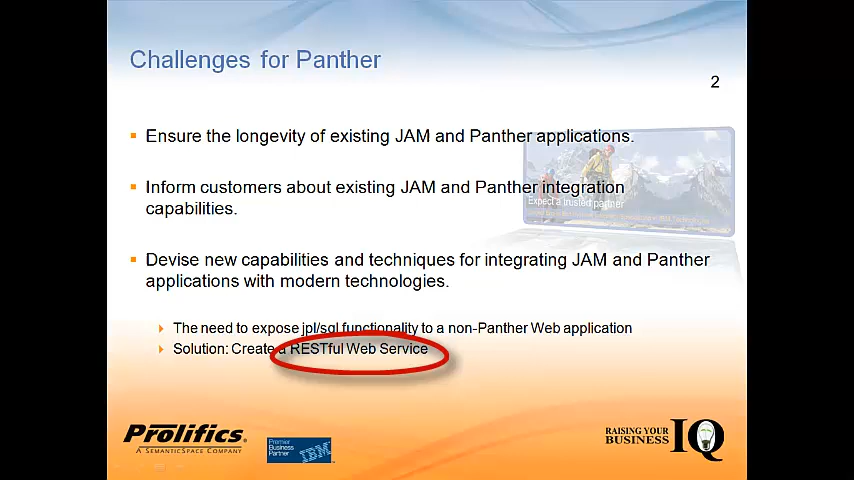 Challenges for Panther
2
Ensure the longevity of existing JAM and Panther applications.
Inform customers about existing JAM and Panther integration
capabilities.
Expect a trusted partner
Devise new capabilities and techniques for integrating JAM and Panther
applications with modern technologies.
The need to expose jpl/sql functionality to a non-Panther Web application
Solution: Create a RESTful Web Service
Prolifics
A SEMANTICSPACE COMPANY
Premier
Business
Partner
IBM
RAISING YOUR
BUSINESS IQ